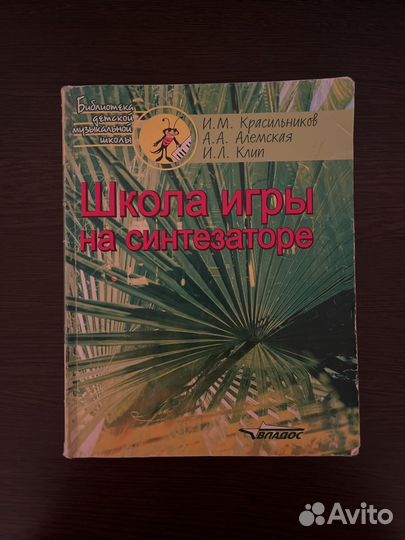 Библиотека
детской
музыкальной
школы
И.М. Красильников
А.А. Алемская
И.Л. Клип
Школа игры
на синтезаторе
ВЛАДОС
Avito